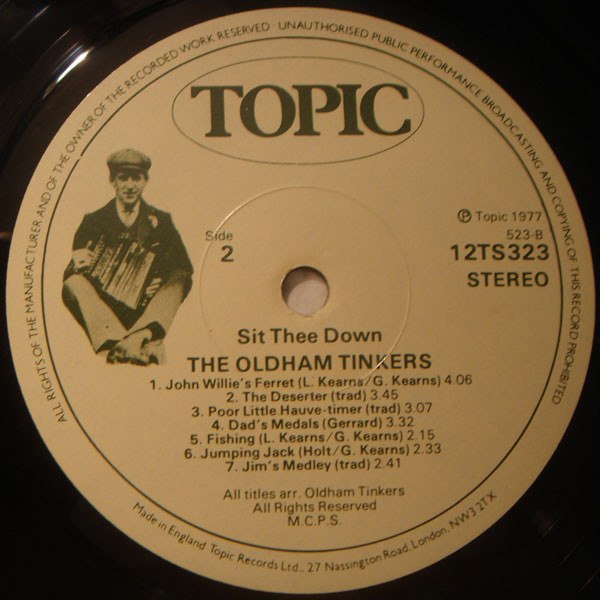 ALL RIGHTS OF THE MANUFACTURER AND OF THE OWNER OF THE RECORDED WORK RESERVED · UNAUTHORISED PUBLIC PERFORMANCE BROADCASTING AND COPYING OF THIS RECORD PROHIBITED
TOPIC
Side
2
℗ Topic 1977
523-B
12TS323
STEREO
Sit Thee Down
THE OLDHAM TINKERS
1. John Willie's Ferret (L. Kearns/G. Kearns) 4.06
2. The Deserter (trad) 3.45
3. Poor Little Hauve-timer (trad) 3.07
4. Dad's Medals (Gerrard) 3.32
5. Fishing (L. Kearns/G. Kearns) 2.15
6. Jumping Jack (Holt/G. Kearns) 2.33
7. Jim's Medley (trad) 2.41
All titles arr. Oldham Tinkers
All Rights Reserved
M.C.P.S.
Made in England Topic Records Ltd., 27 Nassington Road, London, NW3 2TX